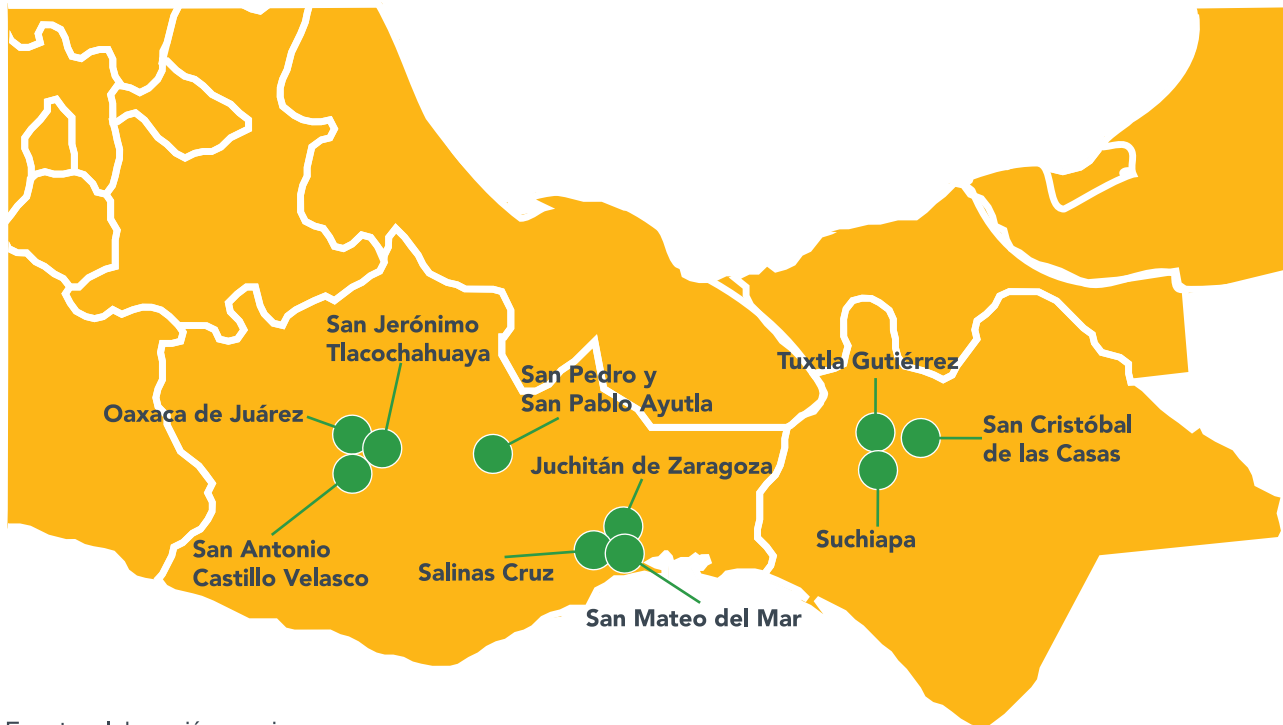 San Jerónimo
Tlacochahuaya
Tuxtla Gutiérrez
San Pedro y
San Pablo Ayutla
Oaxaca de Juárez
San Cristóbal
de las Casas
Juchitán de Zaragoza
Suchiapa
San Antonio
Castillo Velasco
Salinas Cruz
San Mateo del Mar